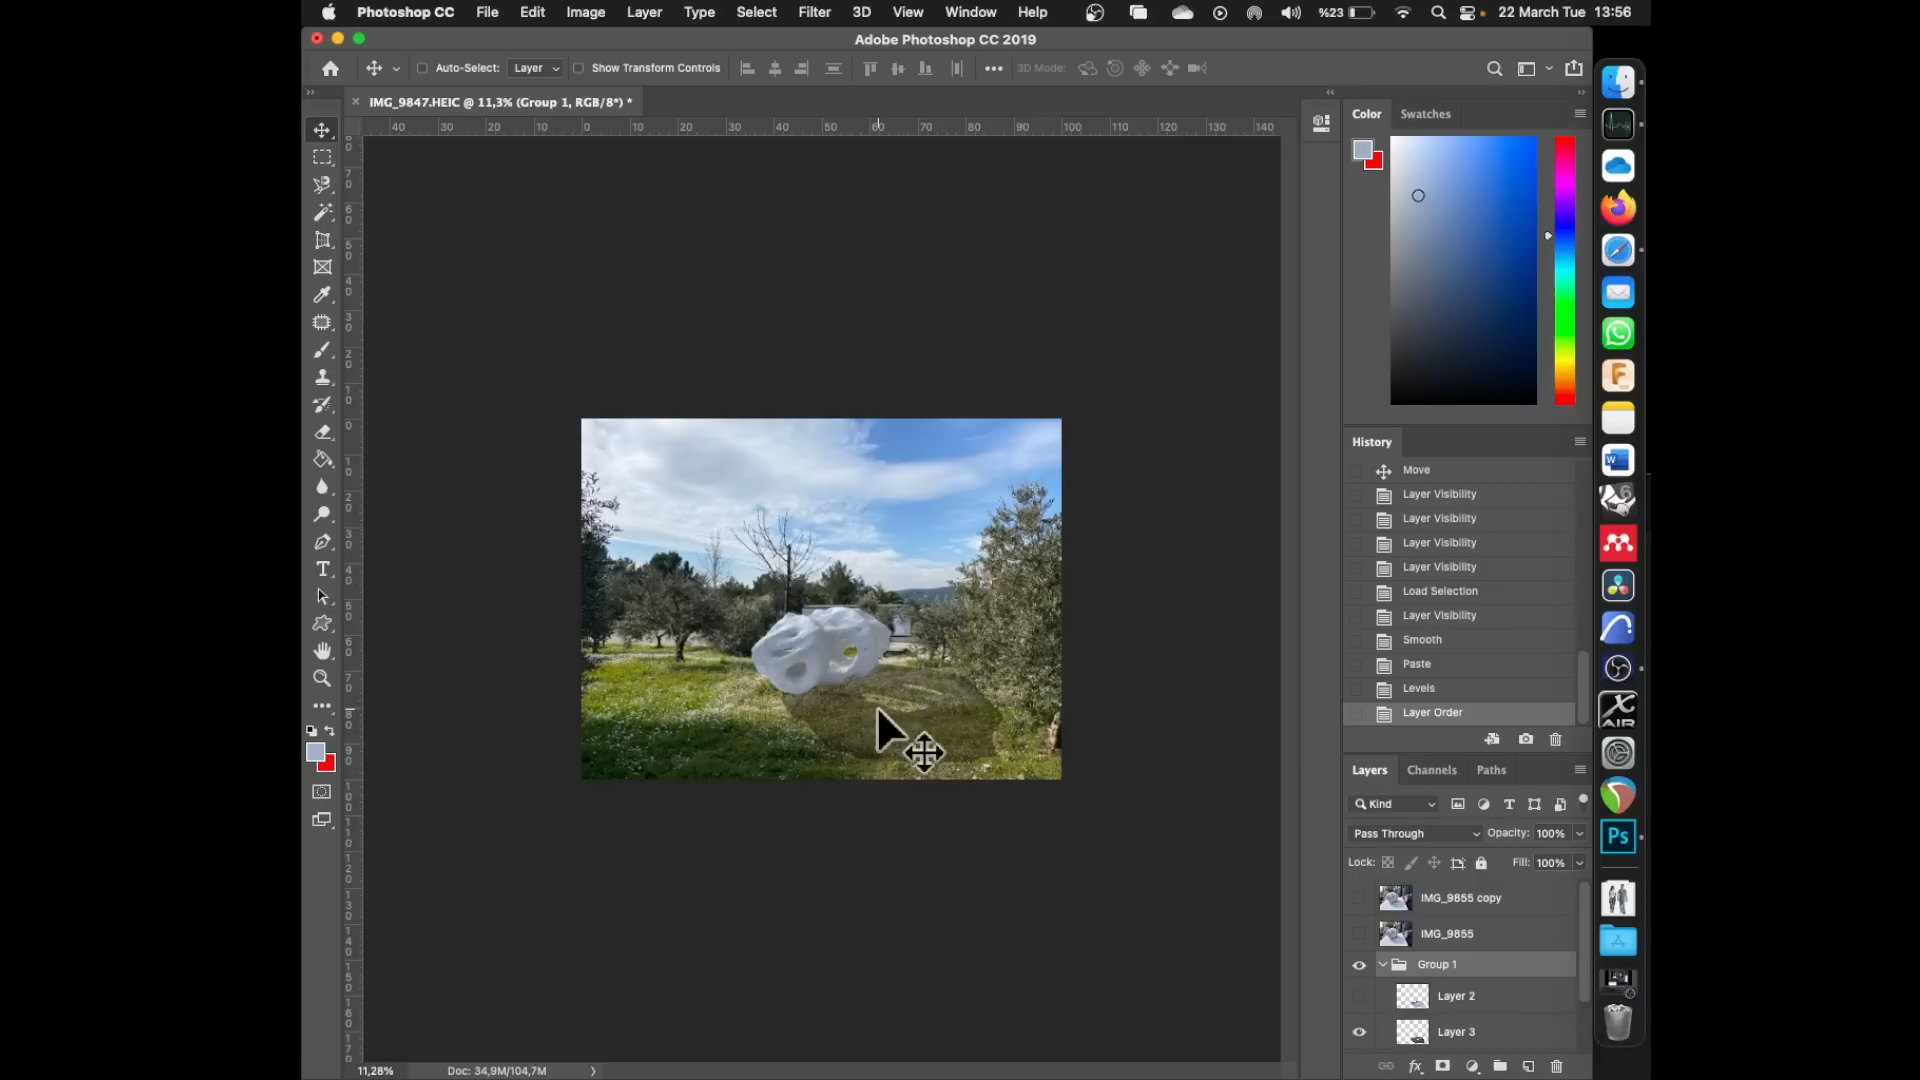 Photoshop CC File Edit Image Layer Type Select Filter 3D View Window Help %23 22 March Tue 13:56
Adobe Photoshop CC 2019
Auto-Select: Layer Show Transform Controls 3D Mode:
IMG_9847.HEIC @ 11,3% (Group 1, RGB/8*) *
40 30 20 10 0 10 20 30 40 50 60 70 80 90 100 110 120 130 140
Color Swatches
History
Move
Layer Visibility
Layer Visibility
Layer Visibility
Layer Visibility
Load Selection
Layer Visibility
Smooth
Paste
Levels
Layer Order
Layers Channels Paths
Kind
Pass Through Opacity: 100%
Lock: Fill: 100%
IMG_9855 copy
IMG_9855
Group 1
Layer 2
Layer 3
11,28% Doc: 34,9M/104,7M
W
6
AIR
Ps